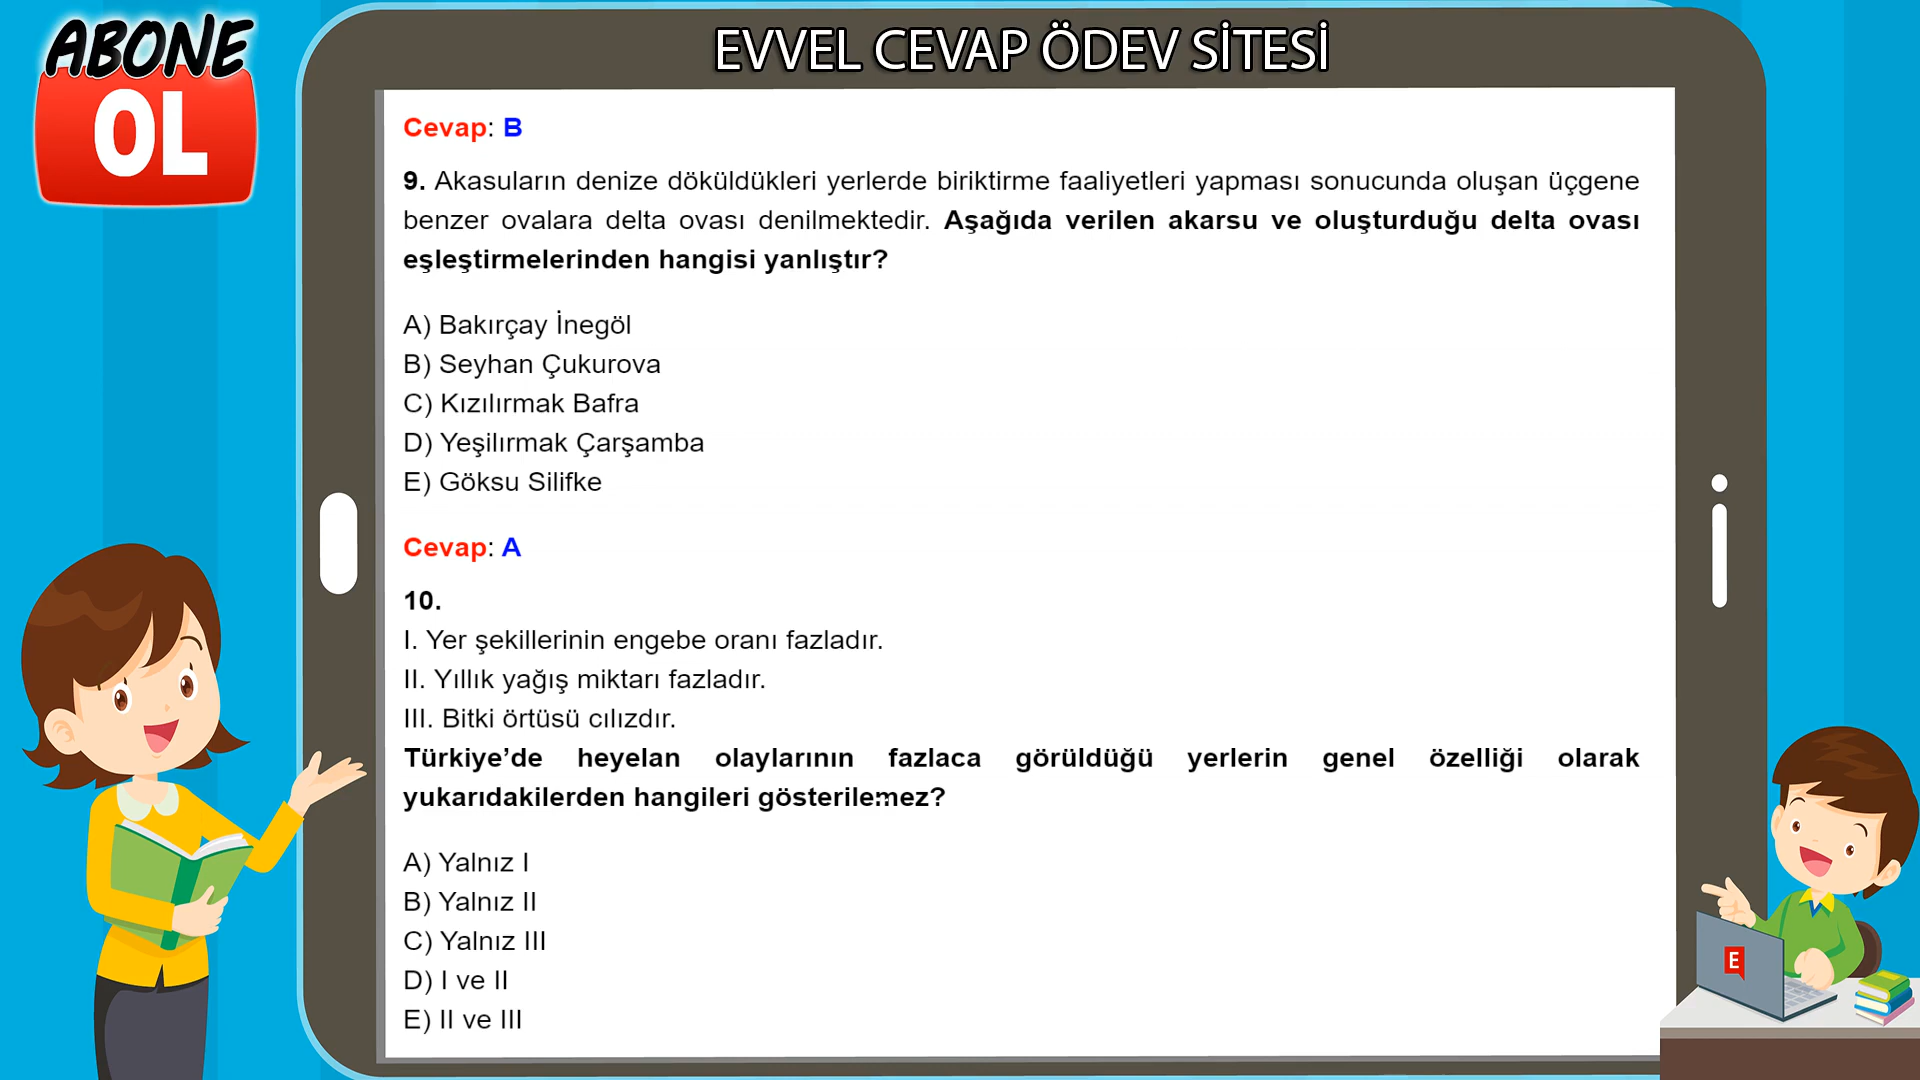 ABONE
OL
EVVEL CEVAP ÖDEV SİTESİ
Cevap: B
9. Akasuların denize döküldükleri yerlerde biriktirme faaliyetleri yapması sonucunda oluşan üçgene
benzer ovalara delta ovası denilmektedir. Aşağıda verilen akarsu ve oluşturduğu delta ovası
eşleştirmelerinden hangisi yanlıştır?
A) Bakırçay İnegöl
B) Seyhan Çukurova
C) Kızılırmak Bafra
D) Yeşilırmak Çarşamba
E) Göksu Silifke
Cevap: A
10.
I. Yer şekillerinin engebe oranı fazladır.
II. Yıllık yağış miktarı fazladır.
III. Bitki örtüsü cılızdır.
Türkiye’de heyelan olaylarının fazlaca görüldüğü yerlerin genel özelliği olarak
yukarıdakilerden hangileri gösterilemez?
A) Yalnız I
B) Yalnız II
C) Yalnız III
D) I ve II
E) II ve III
E